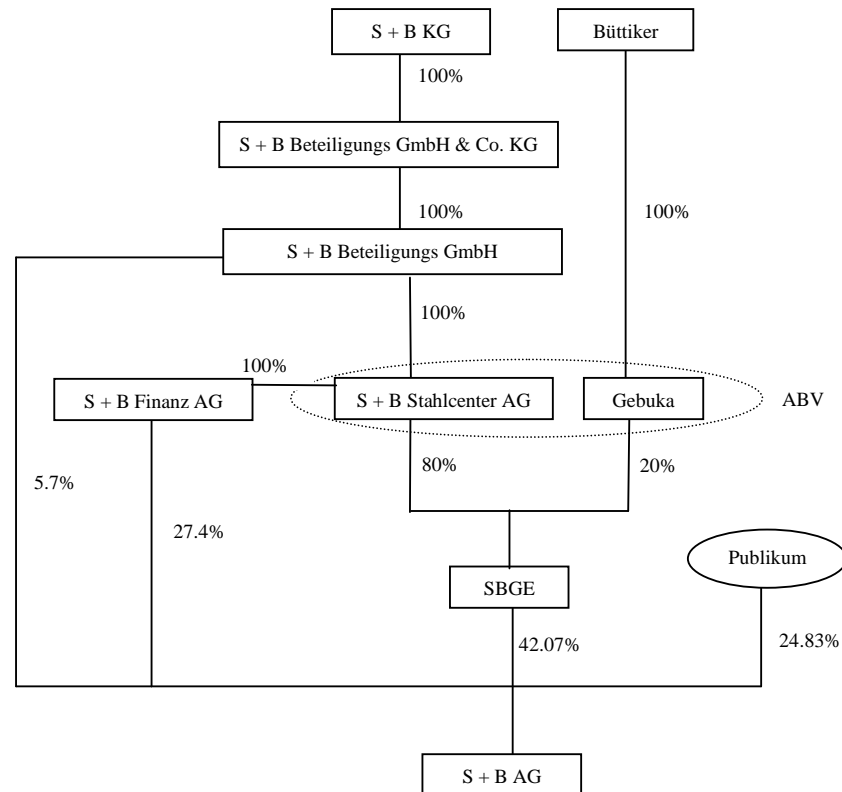 S + B KG
Büttiker
100%
S + B Beteiligungs GmbH & Co. KG
100%
100%
S + B Beteiligungs GmbH
100%
100%
S + B Finanz AG
S + B Stahlcenter AG
Gebuka
ABV
80%
20%
5.7%
27.4%
Publikum
SBGE
42.07%
24.83%
S + B AG